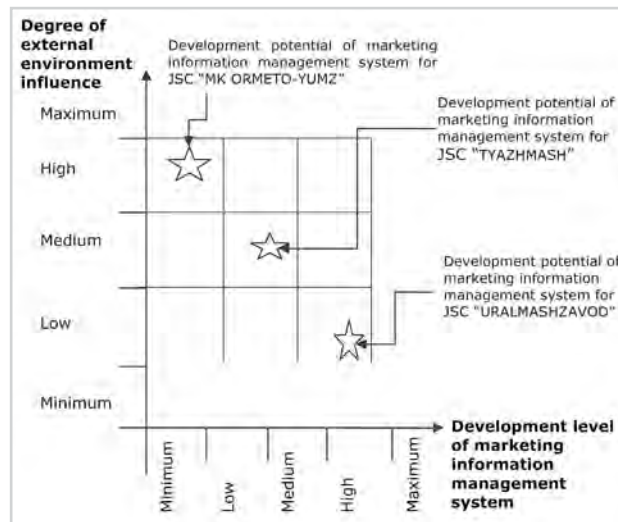 Degree of
external
environment
influence
Development potential of marketing
information management system for
JSC "MK ORMETO-YUMZ"
Development potential of
marketing information
management system for
JSC "TYAZHMASH"
Development potential of
marketing information
management system for
JSC "URALMASHZAVOD"
Maximum
High
Medium
Low
Minimum
Minimum
Low
Medium
High
Maximum
Development level
of marketing
information
management
system